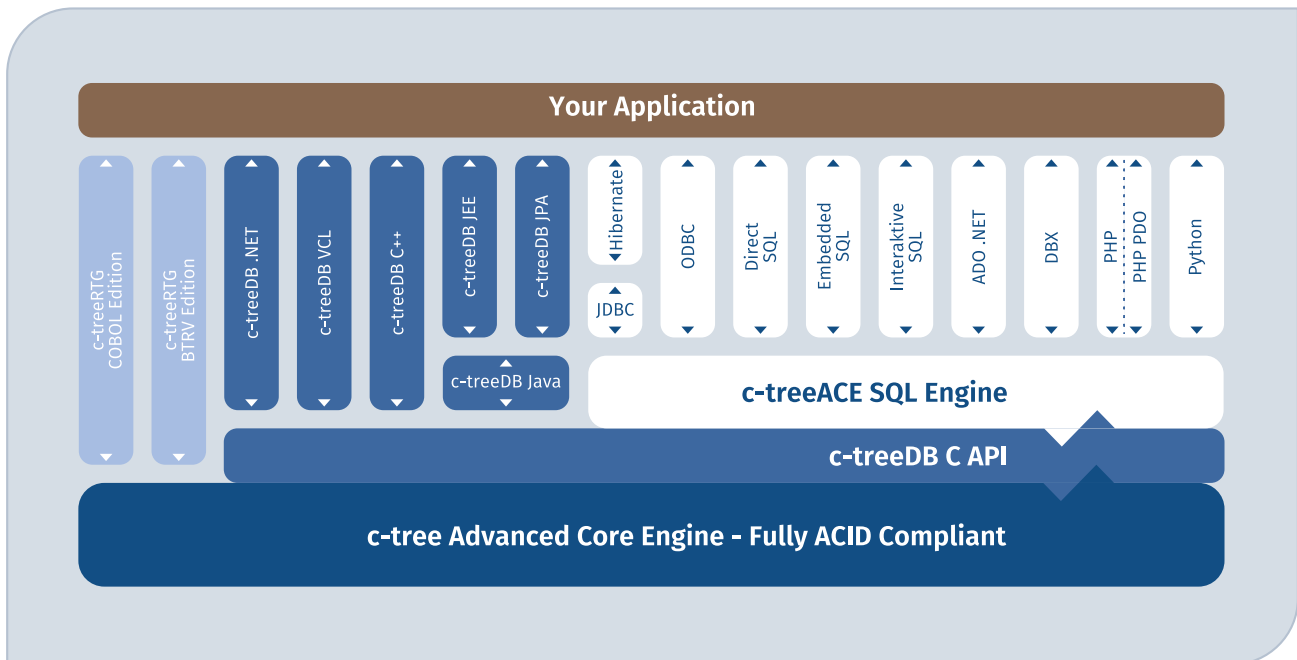 Your Application
c-treeRTG
COBOL Edition
c-treeRTG
BTRV Edition
c-treeDB .NET
c-treeDB VCL
c-treeDB C++
c-treeDB JEE
c-treeDB JPA
Hibernate
JDBC
ODBC
Direct
SQL
Embedded
SQL
Interaktive
SQL
ADO .NET
DBX
PHP
PHP PDO
Python
c-treeDB Java
c-treeACE SQL Engine
c-treeDB C API
c-tree Advanced Core Engine - Fully ACID Compliant